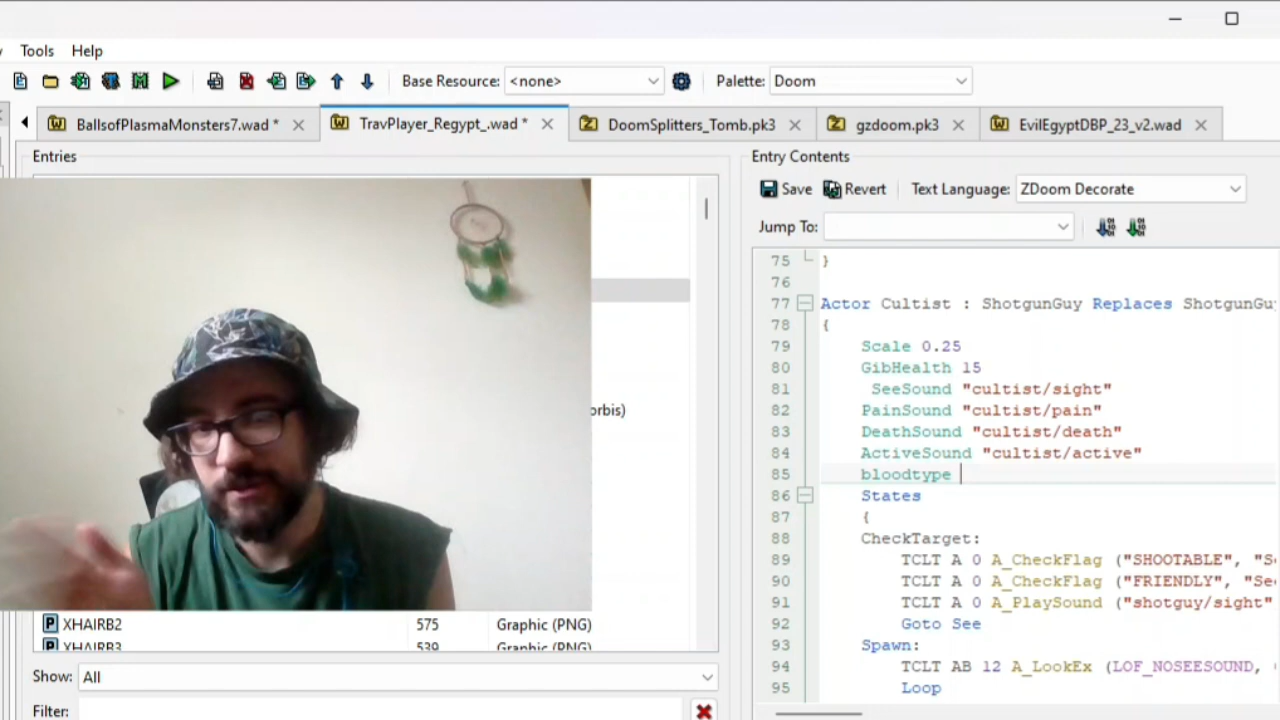 Tools Help
Base Resource: <none> Palette: Doom
BallsofPlasmaMonsters7.wad * TravPlayer_Regypt_.wad * DoomSplitters_Tomb.pk3 gzdoom.pk3 EvilEgyptDBP_23_v2.wad
Entries
orbis)
XHAIRB2 575 Graphic (PNG)
XHAIRB3 539 Graphic (PNG)
Show: All
Filter:
Entry Contents
Save Revert Text Language: ZDoom Decorate
Jump To:
75 }
76
77 Actor Cultist : ShotgunGuy Replaces ShotgunGu
78 {
79 Scale 0.25
80 GibHealth 15
81 SeeSound "cultist/sight"
82 PainSound "cultist/pain"
83 DeathSound "cultist/death"
84 ActiveSound "cultist/active"
85 bloodtype
86 States
87 {
88 CheckTarget:
89 TCLT A 0 A_CheckFlag ("SHOOTABLE", "S
90 TCLT A 0 A_CheckFlag ("FRIENDLY", "See
91 TCLT A 0 A_PlaySound ("shotguy/sight"
92 Goto See
93 Spawn:
94 TCLT AB 12 A_LookEx (LOF_NOSEESOUND,
95 Loop